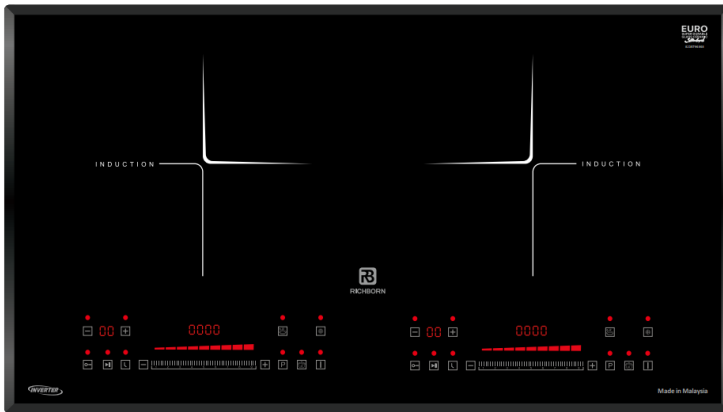 EURO
INDUCTION
INDUCTION
RICHBORN
00
0000
00
0000
L
P
L
P
INVERTER
Made in Malaysia